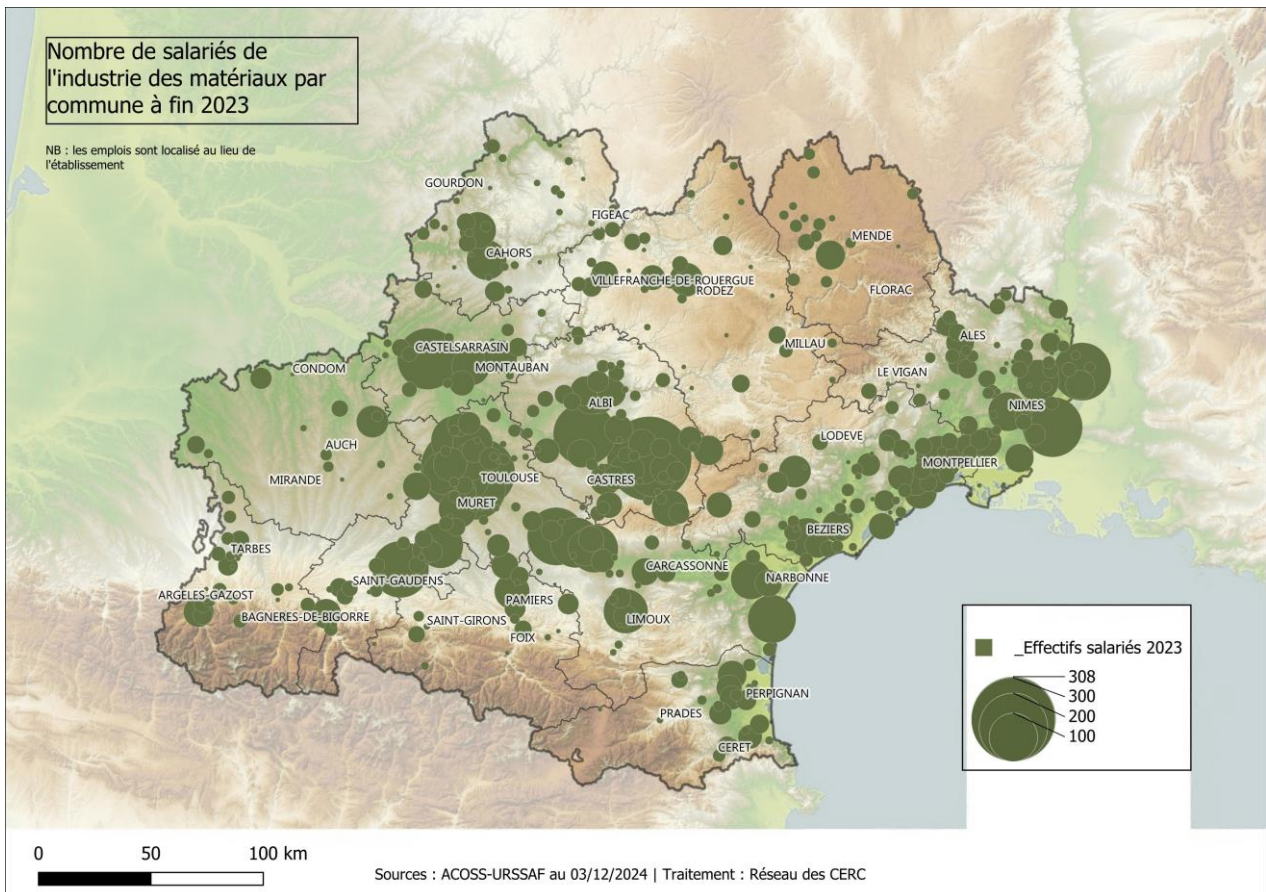 Nombre de salariés de
l'industrie des matériaux par
commune à fin 2023
NB : les emplois sont localisé au lieu de
l'établissement
GOURDON
FIGEAC
CAHORS
MENDE
VILLEFRANCHE-DE-ROUERGUE
RODEZ
FLORAC
CASTELSARRASIN
MILLAU
ALES
MONTAUBAN
CONDOM
LE VIGAN
ALBI
NIMES
AUCH
LODEVE
MIRANDE
TOULOUSE
CASTRES
MONTPELLIER
MURET
BEZIERS
TARBES
CARCASSONNE
NARBONNE
SAINT-GAUDENS
ARGELES-GAZOST
PAMIERS
BAGNERES-DE-BIGORRE
SAINT-GIRONS
LIMOUX
FOIX
PERPIGNAN
PRADES
CERET
_Effectifs salariés 2023
308
300
200
100
0 50 100 km
Sources : ACOSS-URSSAF au 03/12/2024 | Traitement : Réseau des CERC